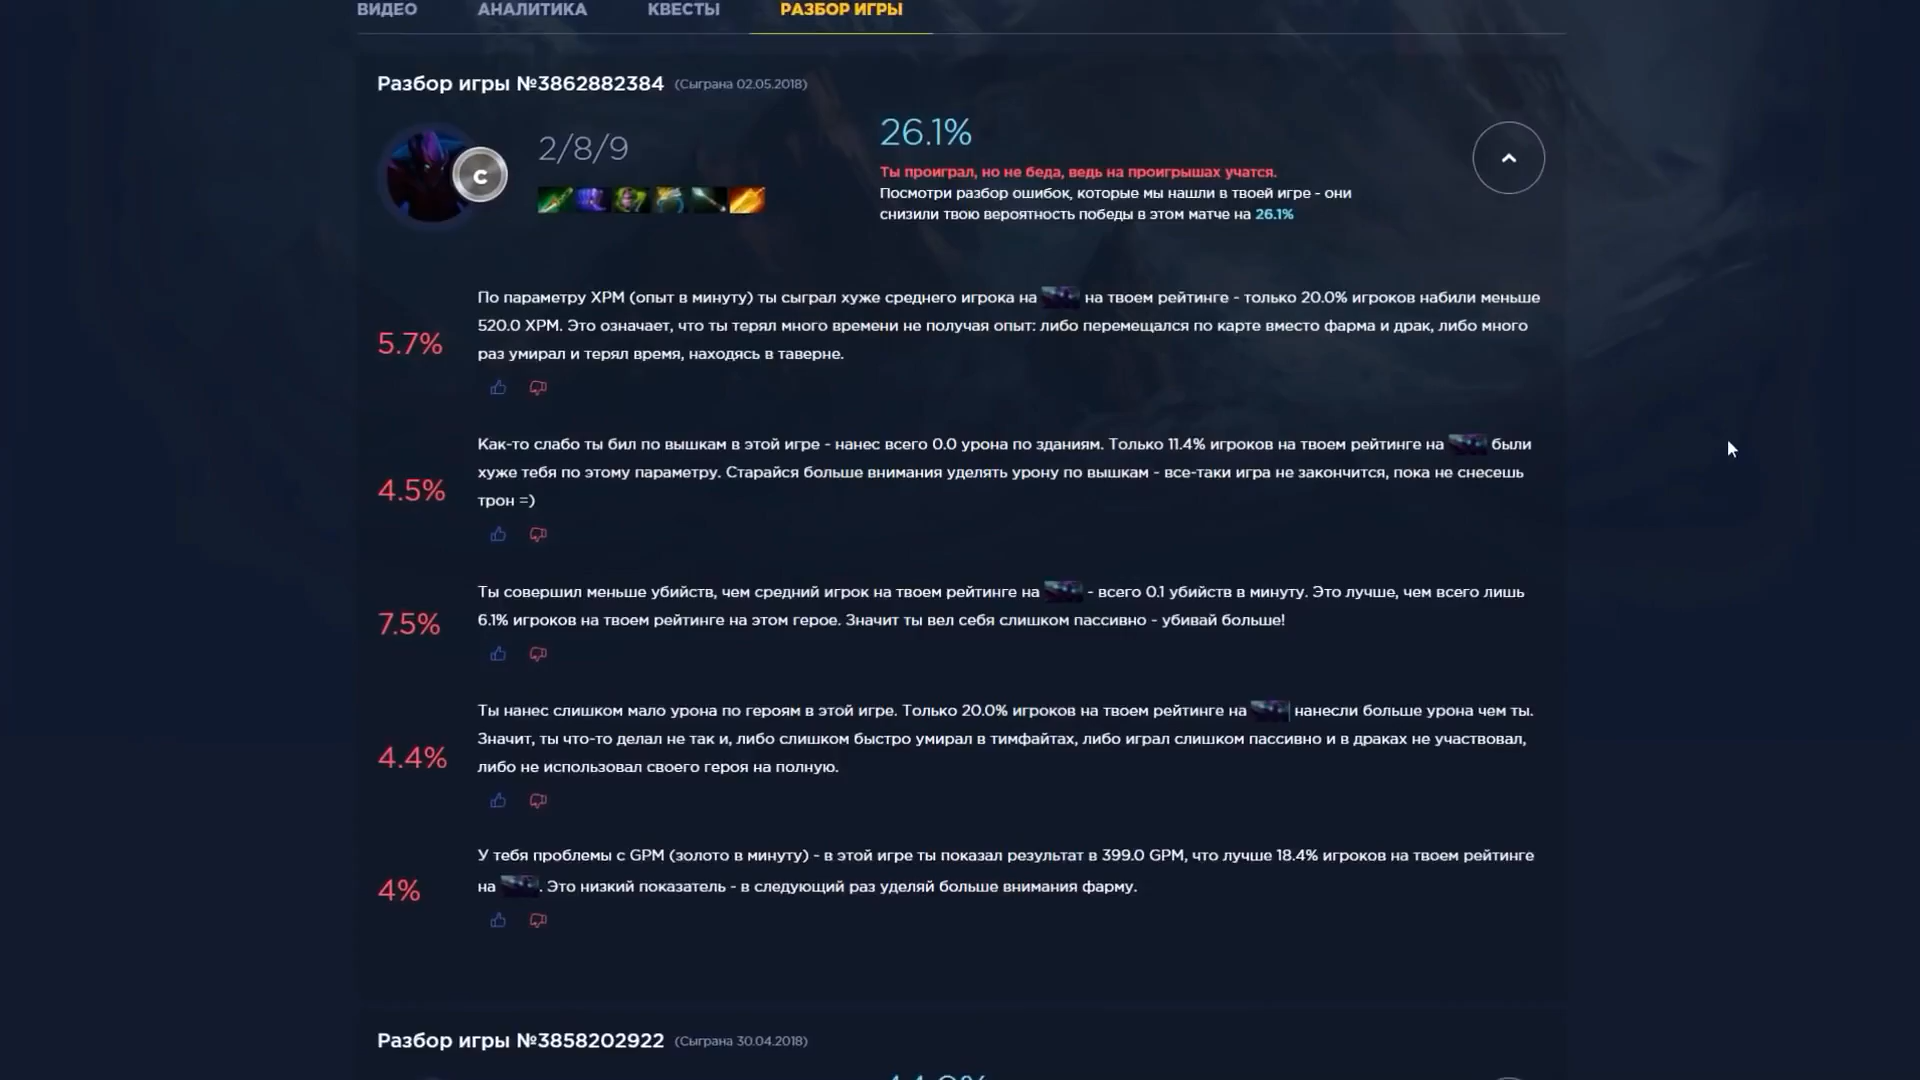 ВИДЕО АНАЛИТИКА КВЕСТЫ РАЗБОР ИГРЫ
Разбор игры №3862882384 (Сыграна 02.05.2018)
C
2/8/9
26.1%
Ты проиграл, но не беда, ведь на проигрышах учатся.
Посмотри разбор ошибок, которые мы нашли в твоей игре - они
снизили твою вероятность победы в этом матче на 26.1%
5.7%
По параметру XPM (опыт в минуту) ты сыграл хуже среднего игрока на на твоем рейтинге - только 20.0% игроков набили меньше
520.0 XPM. Это означает, что ты терял много времени не получая опыт: либо перемещался по карте вместо фарма и драк, либо много
раз умирал и терял время, находясь в таверне.
4.5%
Как-то слабо ты бил по вышкам в этой игре - нанес всего 0.0 урона по зданиям. Только 11.4% игроков на твоем рейтинге на были
хуже тебя по этому параметру. Старайся больше внимания уделять урону по вышкам - все-таки игра не закончится, пока не снесешь
трон =)
7.5%
Ты совершил меньше убийств, чем средний игрок на твоем рейтинге на - всего 0.1 убийств в минуту. Это лучше, чем всего лишь
6.1% игроков на твоем рейтинге на этом герое. Значит ты вел себя слишком пассивно - убивай больше!
4.4%
Ты нанес слишком мало урона по героям в этой игре. Только 20.0% игроков на твоем рейтинге на нанесли больше урона чем ты.
Значит, ты что-то делал не так и, либо слишком быстро умирал в тимфайтах, либо играл слишком пассивно и в драках не участвовал,
либо не использовал своего героя на полную.
4%
У тебя проблемы с GPM (золото в минуту) - в этой игре ты показал результат в 399.0 GPM, что лучше 18.4% игроков на твоем рейтинге
на . Это низкий показатель - в следующий раз уделяй больше внимания фарму.
Разбор игры №3858202922 (Сыграна 30.04.2018)